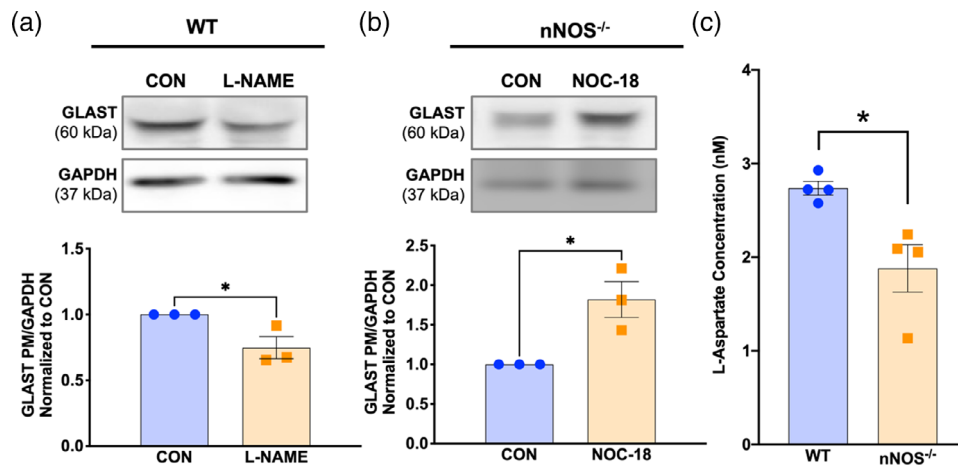 (a)
WT
CON L-NAME
GLAST
(60 kDa)
GAPDH
(37 kDa)
GLAST PM/GAPDH
Normalized to CON
1.5
1.0
0.5
0.0
*
CON L-NAME
(b)
nNOS-/-
CON NOC-18
GLAST
(60 kDa)
GAPDH
(37 kDa)
GLAST PM/GAPDH
Normalized to CON
2.5
2.0
1.5
1.0
0.5
0.0
*
CON NOC-18
(c)
L-Aspartate Concentration (nM)
4
3
2
1
0
*
WT nNOS-/-